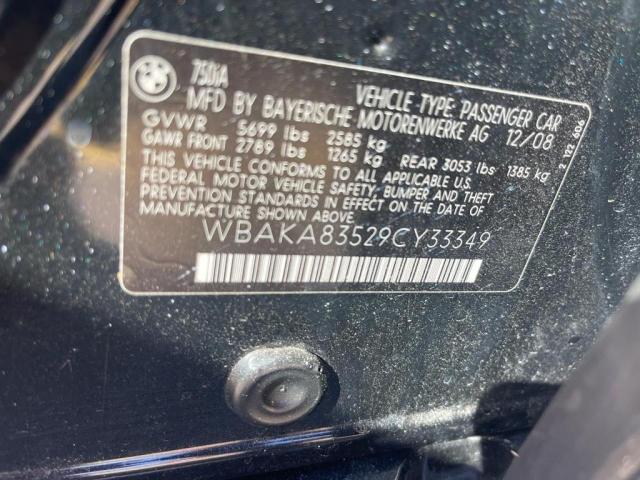 750iA VEHICLE TYPE: PASSENGER CAR
MFD BY BAYERISCHE MOTORENWERKE AG 12/08
GVWR 5699 lbs 2585 kg
GAWR FRONT 2789 lbs 1265 kg REAR 3053 lbs 1385 kg
THIS VEHICLE CONFORMS TO ALL APPLICABLE U.S.
FEDERAL MOTOR VEHICLE SAFETY, BUMPER AND THEFT
PREVENTION STANDARDS IN EFFECT ON THE DATE OF
MANUFACTURE SHOWN ABOVE.
WBAKA83529CY33349